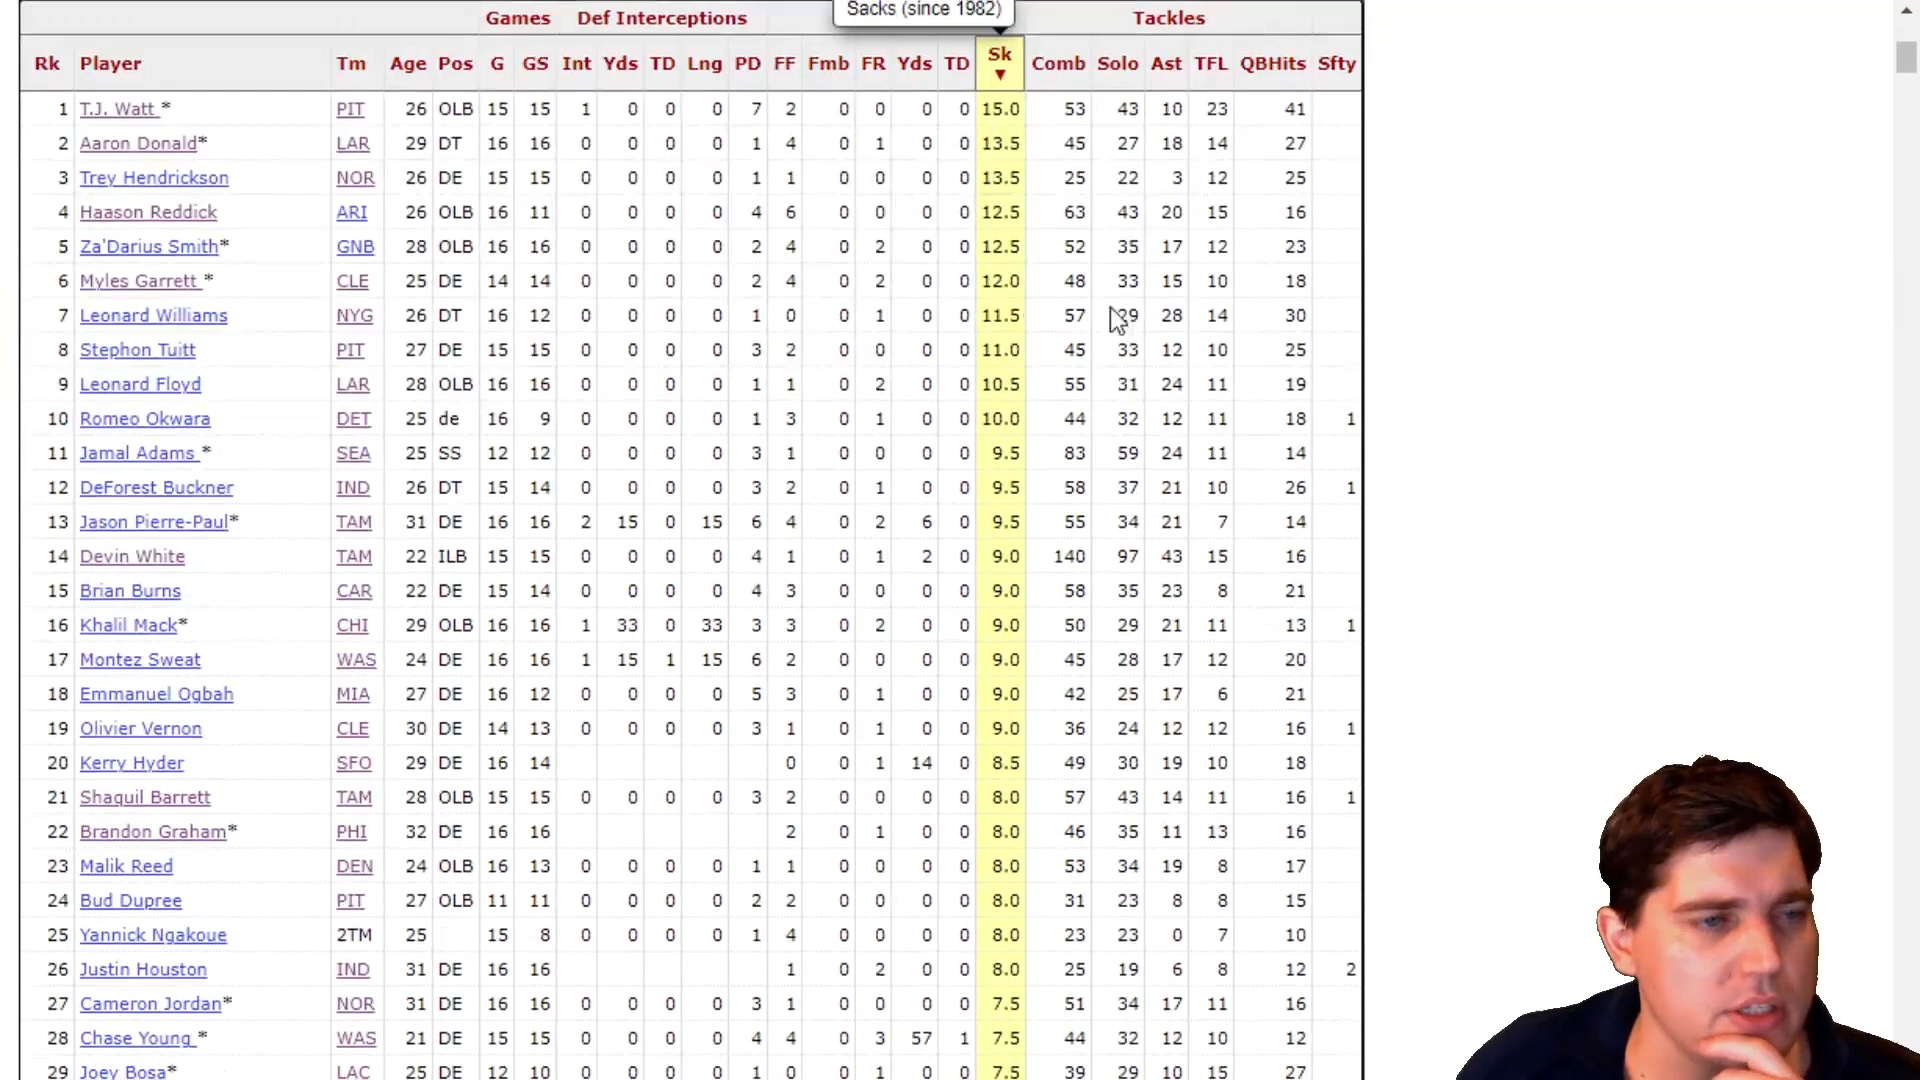 Sacks (since 1982)
Games Def Interceptions Tackles
Rk Player Tm Age Pos G GS Int Yds TD Lng PD FF Fmb FR Yds TD Sk ▼ Comb Solo Ast TFL QBHits Sfty
1 T.J. Watt * PIT 26 OLB 15 15 1 0 0 0 7 2 0 0 0 0 15.0 53 43 10 23 41
2 Aaron Donald* LAR 29 DT 16 16 0 0 0 0 1 4 0 1 0 0 13.5 45 27 18 14 27
3 Trey Hendrickson NOR 26 DE 15 15 0 0 0 0 1 1 0 0 0 0 13.5 25 22 3 12 25
4 Haason Reddick ARI 26 OLB 16 11 0 0 0 0 4 6 0 0 0 0 12.5 63 43 20 15 16
5 Za'Darius Smith* GNB 28 OLB 16 16 0 0 0 0 2 4 0 2 0 0 12.5 52 35 17 12 23
6 Myles Garrett * CLE 25 DE 14 14 0 0 0 0 2 4 0 2 0 0 12.0 48 33 15 10 18
7 Leonard Williams NYG 26 DT 16 12 0 0 0 0 1 0 0 1 0 0 11.5 57 29 28 14 30
8 Stephon Tuitt PIT 27 DE 15 15 0 0 0 0 3 2 0 0 0 0 11.0 45 33 12 10 25
9 Leonard Floyd LAR 28 OLB 16 16 0 0 0 0 1 1 0 2 0 0 10.5 55 31 24 11 19
10 Romeo Okwara DET 25 de 16 9 0 0 0 0 1 3 0 1 0 0 10.0 44 32 12 11 18 1
11 Jamal Adams * SEA 25 SS 12 12 0 0 0 0 3 1 0 0 0 0 9.5 83 59 24 11 14
12 DeForest Buckner IND 26 DT 15 14 0 0 0 0 3 2 0 1 0 0 9.5 58 37 21 10 26 1
13 Jason Pierre-Paul* TAM 31 DE 16 16 2 15 0 15 6 4 0 2 6 0 9.5 55 34 21 7 14
14 Devin White TAM 22 ILB 15 15 0 0 0 0 4 1 0 1 2 0 9.0 140 97 43 15 16
15 Brian Burns CAR 22 DE 15 14 0 0 0 0 4 3 0 0 0 0 9.0 58 35 23 8 21
16 Khalil Mack* CHI 29 OLB 16 16 1 33 0 33 3 3 0 2 0 0 9.0 50 29 21 11 13 1
17 Montez Sweat WAS 24 DE 16 16 1 15 1 15 6 2 0 0 0 0 9.0 45 28 17 12 20
18 Emmanuel Ogbah MIA 27 DE 16 12 0 0 0 0 5 3 0 1 0 0 9.0 42 25 17 6 21
19 Olivier Vernon CLE 30 DE 14 13 0 0 0 0 3 1 0 1 0 0 9.0 36 24 12 12 16 1
20 Kerry Hyder SFO 29 DE 16 14 0 0 1 14 0 8.5 49 30 19 10 18
21 Shaquil Barrett TAM 28 OLB 15 15 0 0 0 0 3 2 0 0 0 0 8.0 57 43 14 11 16 1
22 Brandon Graham* PHI 32 DE 16 16 2 0 1 0 0 8.0 46 35 11 13 16
23 Malik Reed DEN 24 OLB 16 13 0 0 0 0 1 1 0 0 0 0 8.0 53 34 19 8 17
24 Bud Dupree PIT 27 OLB 11 11 0 0 0 0 2 2 0 0 0 0 8.0 31 23 8 8 15
25 Yannick Ngakoue 2TM 25 15 8 0 0 0 0 1 4 0 0 0 0 8.0 23 23 0 7 10
26 Justin Houston IND 31 DE 16 16 1 0 2 0 0 8.0 25 19 6 8 12 2
27 Cameron Jordan* NOR 31 DE 16 16 0 0 0 0 3 1 0 0 0 0 7.5 51 34 17 11 16
28 Chase Young * WAS 21 DE 15 15 0 0 0 0 4 4 0 3 57 1 7.5 44 32 12 10 12
29 Joey Bosa* LAC 25 DE 12 10 0 0 0 0 1 0 0 1 0 0 7.5 39 29 10 15 27